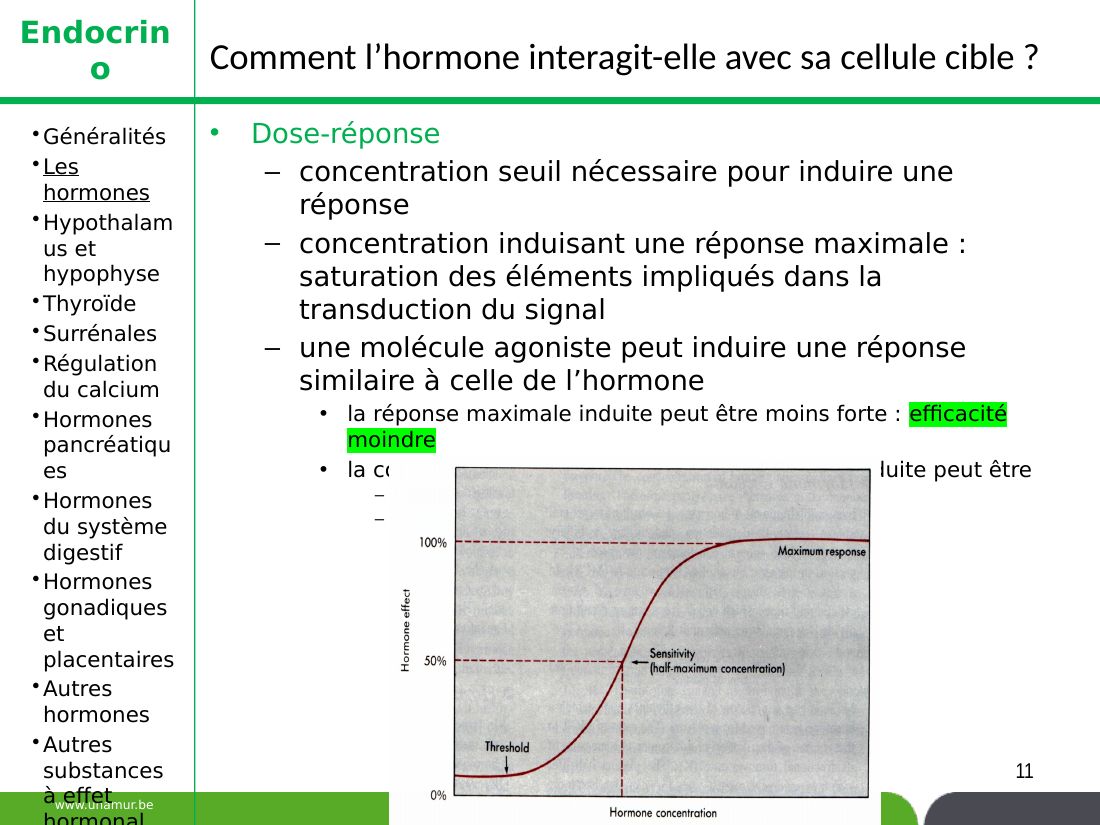 Endocrin
o
Comment l’hormone interagit-elle avec sa cellule cible ?
•Généralités
•Les
hormones
•Hypothalam
us et
hypophyse
•Thyroïde
•Surrénales
•Régulation
du calcium
•Hormones
pancréatiqu
es
•Hormones
du système
digestif
•Hormones
gonadiques
et
placentaires
•Autres
hormones
•Autres
substances
à effet
hormonal
• Dose-réponse
– concentration seuil nécessaire pour induire une
réponse
– concentration induisant une réponse maximale :
saturation des éléments impliqués dans la
transduction du signal
– une molécule agoniste peut induire une réponse
similaire à celle de l’hormone
• la réponse maximale induite peut être moins forte : efficacité
moindre
• la peut être
–
–
100%
Maximum response
Hormone effect
50%
Sensitivity
(half-maximum concentration)
Threshold
0%
Hormone concentration
11
www.unamur.be